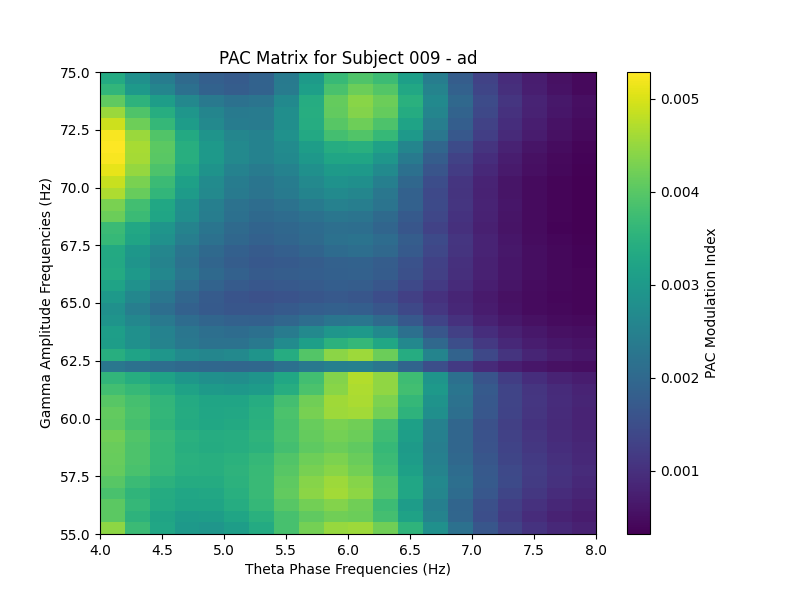 PAC Matrix for Subject 009 - ad
75.0
72.5
70.0
67.5
65.0
62.5
60.0
57.5
55.0
Gamma Amplitude Frequencies (Hz)
4.0 4.5 5.0 5.5 6.0 6.5 7.0 7.5 8.0
Theta Phase Frequencies (Hz)
0.005
0.004
0.003
0.002
0.001
PAC Modulation Index